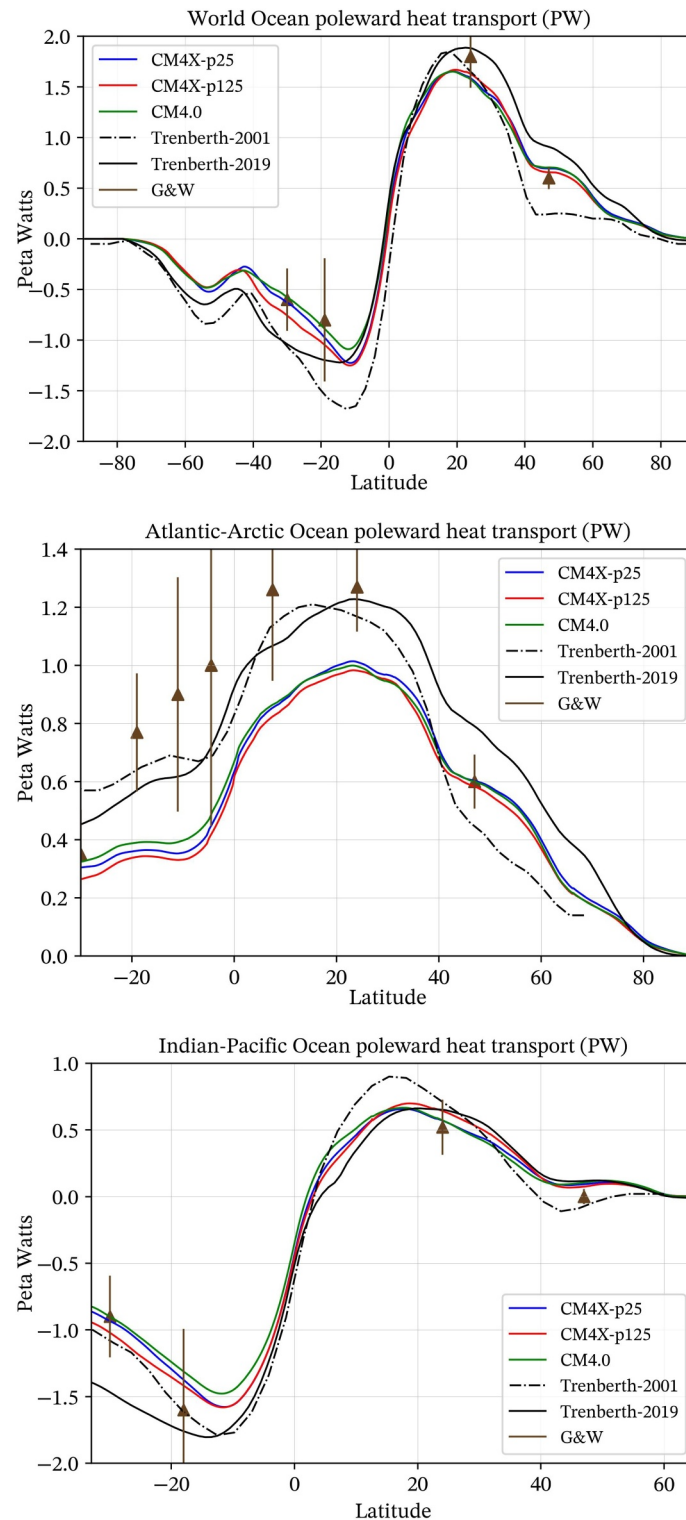 World Ocean poleward heat transport (PW)
2.0
1.5
1.0
0.5
0.0
−0.5
−1.0
−1.5
−2.0
Peta Watts
CM4X-p25
CM4X-p125
CM4.0
Trenberth-2001
Trenberth-2019
G&W
−80 −60 −40 −20 0 20 40 60 80
Latitude
Atlantic-Arctic Ocean poleward heat transport (PW)
1.4
1.2
1.0
0.8
0.6
0.4
0.2
0.0
Peta Watts
CM4X-p25
CM4X-p125
CM4.0
Trenberth-2001
Trenberth-2019
G&W
−20 0 20 40 60 80
Latitude
Indian-Pacific Ocean poleward heat transport (PW)
1.0
0.5
0.0
−0.5
−1.0
−1.5
−2.0
Peta Watts
CM4X-p25
CM4X-p125
CM4.0
Trenberth-2001
Trenberth-2019
G&W
−20 0 20 40 60
Latitude